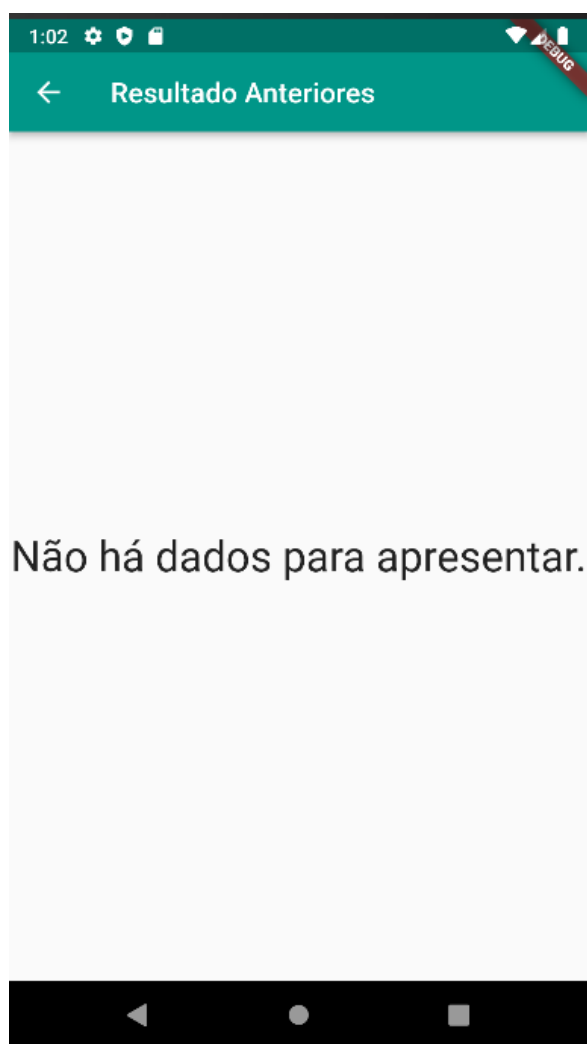 1:02
DEBUG
Resultado Anteriores
Não há dados para apresentar.